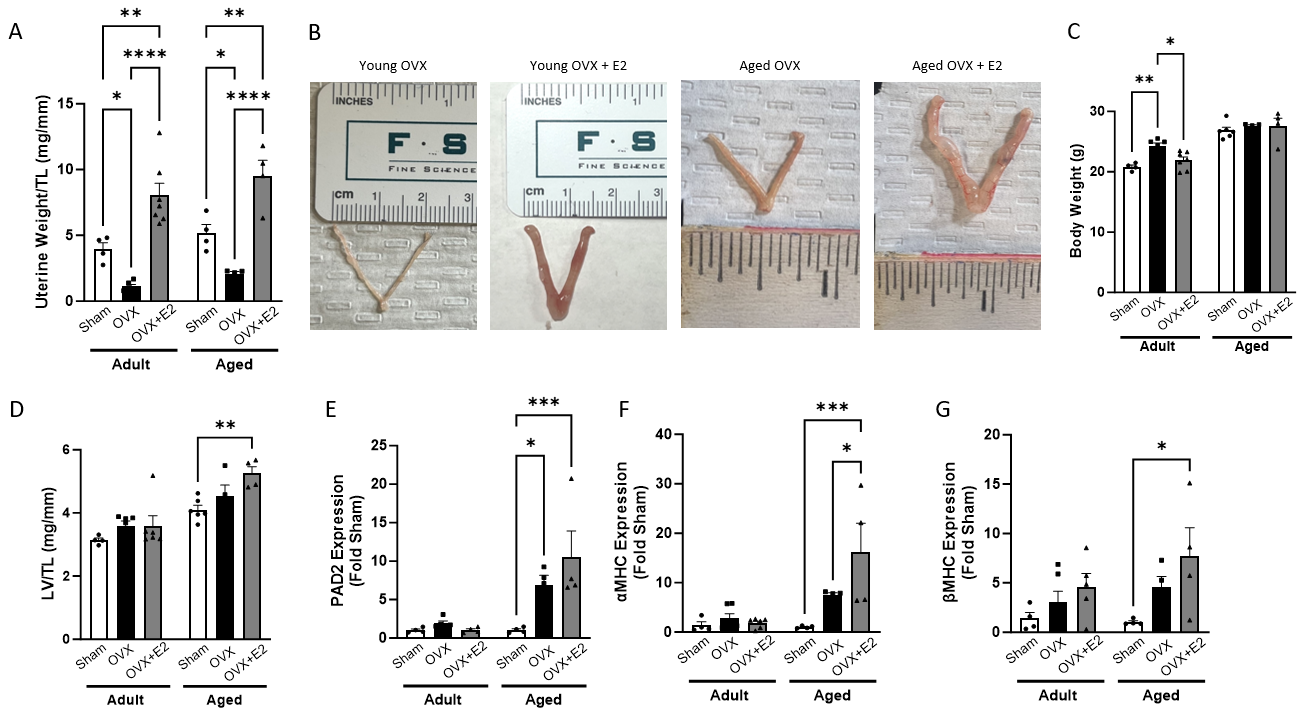 A
** **
**** *
* ****
Uterine Weight/TL (mg/mm)
15
10
5
0
Sham OVX OVX+E2 Sham OVX OVX+E2
Adult Aged
B
Young OVX Young OVX + E2 Aged OVX Aged OVX + E2
INCHES 1
F · S
FINE SCIENCE
cm 1 2 3
INCHES 1
F · S
FINE SCIENCE
cm 1 2 3
C
*
**
Body Weight (g)
30
20
10
0
Sham OVX OVX+E2 Sham OVX OVX+E2
Adult Aged
D
**
LV/TL (mg/mm)
6
4
2
0
Sham OVX OVX+E2 Sham OVX OVX+E2
Adult Aged
E
***
*
PAD2 Expression
(Fold Sham)
25
20
15
10
5
0
Sham OVX OVX+E2 Sham OVX OVX+E2
Adult Aged
F
***
*
αMHC Expression
(Fold Sham)
40
30
20
10
0
Sham OVX OVX+E2 Sham OVX OVX+E2
Adult Aged
G
*
βMHC Expression
(Fold Sham)
20
15
10
5
0
Sham OVX OVX+E2 Sham OVX OVX+E2
Adult Aged